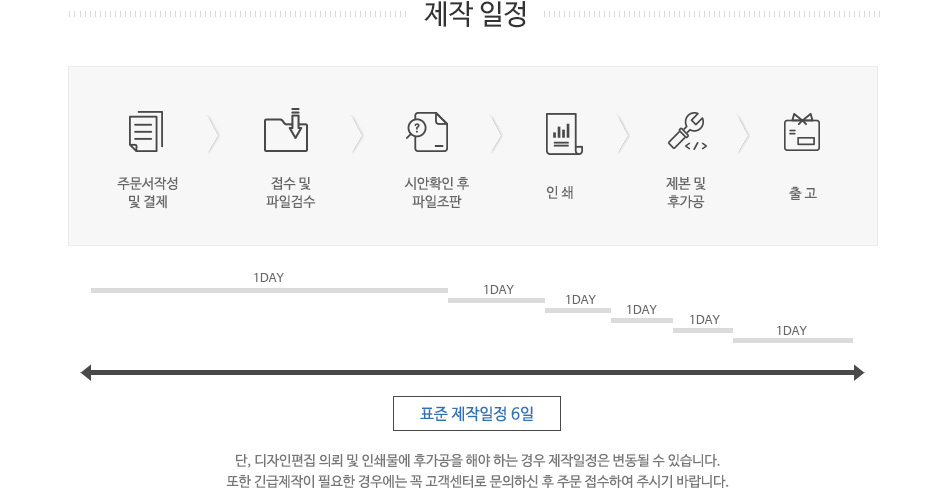 제작 일정
주문서작성
및 결제
접수 및
파일검수
시안확인 후
파일조판
인 쇄
제본 및
후가공
출 고
1DAY
1DAY
1DAY
1DAY
1DAY
1DAY
표준 제작일정 6일
단, 디자인편집 의뢰 및 인쇄물에 후가공을 해야 하는 경우 제작일정은 변동될 수 있습니다.
또한 긴급제작이 필요한 경우에는 꼭 고객센터로 문의하신 후 주문 접수하여 주시기 바랍니다.